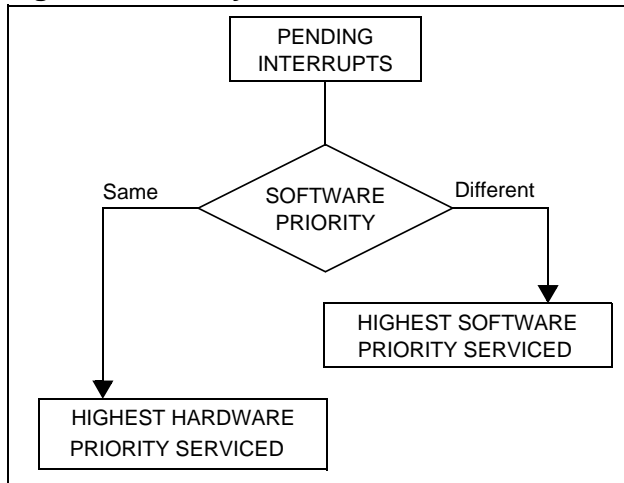 PENDING
INTERRUPTS
Same
SOFTWARE
PRIORITY
Different
HIGHEST SOFTWARE
PRIORITY SERVICED
HIGHEST HARDWARE
PRIORITY SERVICED